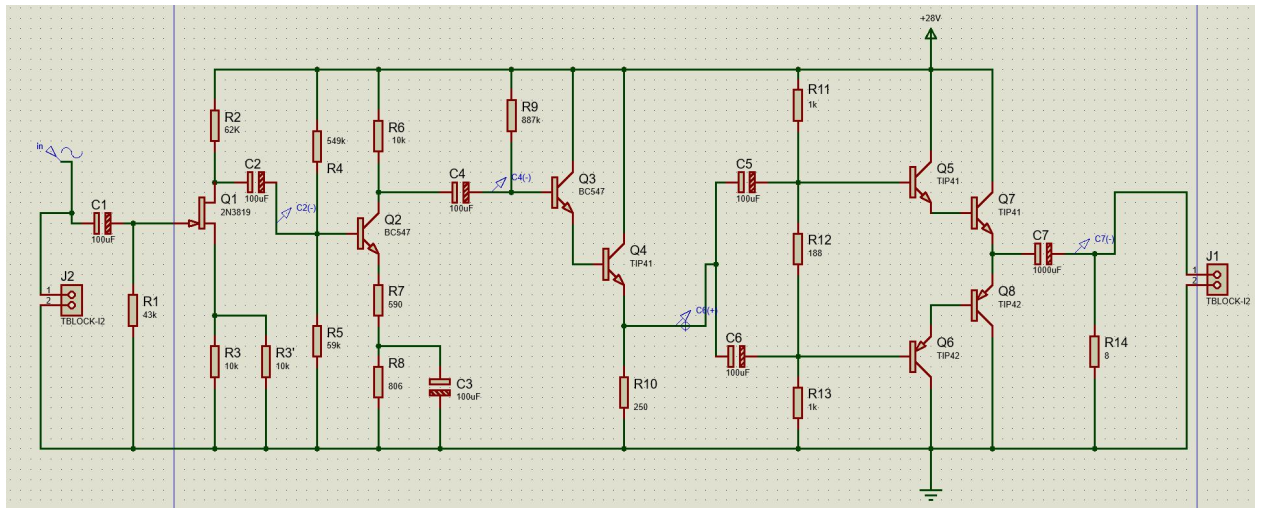 +28V
R2
62K
549k
R4
R6
10k
R9
887k
R11
1k
in
C1
100uF
C2
100uF
Q1
2N3819
C2(-)
C4
100uF
C4(-)
Q2
BC547
Q3
BC547
C5
100uF
Q5
TIP41
Q7
TIP41
R12
188
Q4
TIP41
C7
1000uF
C7(-)
J1
1
2
TBLOCK-I2
J2
1
2
TBLOCK-I2
R1
43k
R3
10k
R3'
10k
R5
59k
R7
590
R8
806
C3
100uF
C6(+)
C6
100uF
Q8
TIP42
Q6
TIP42
R10
250
R13
1k
R14
8